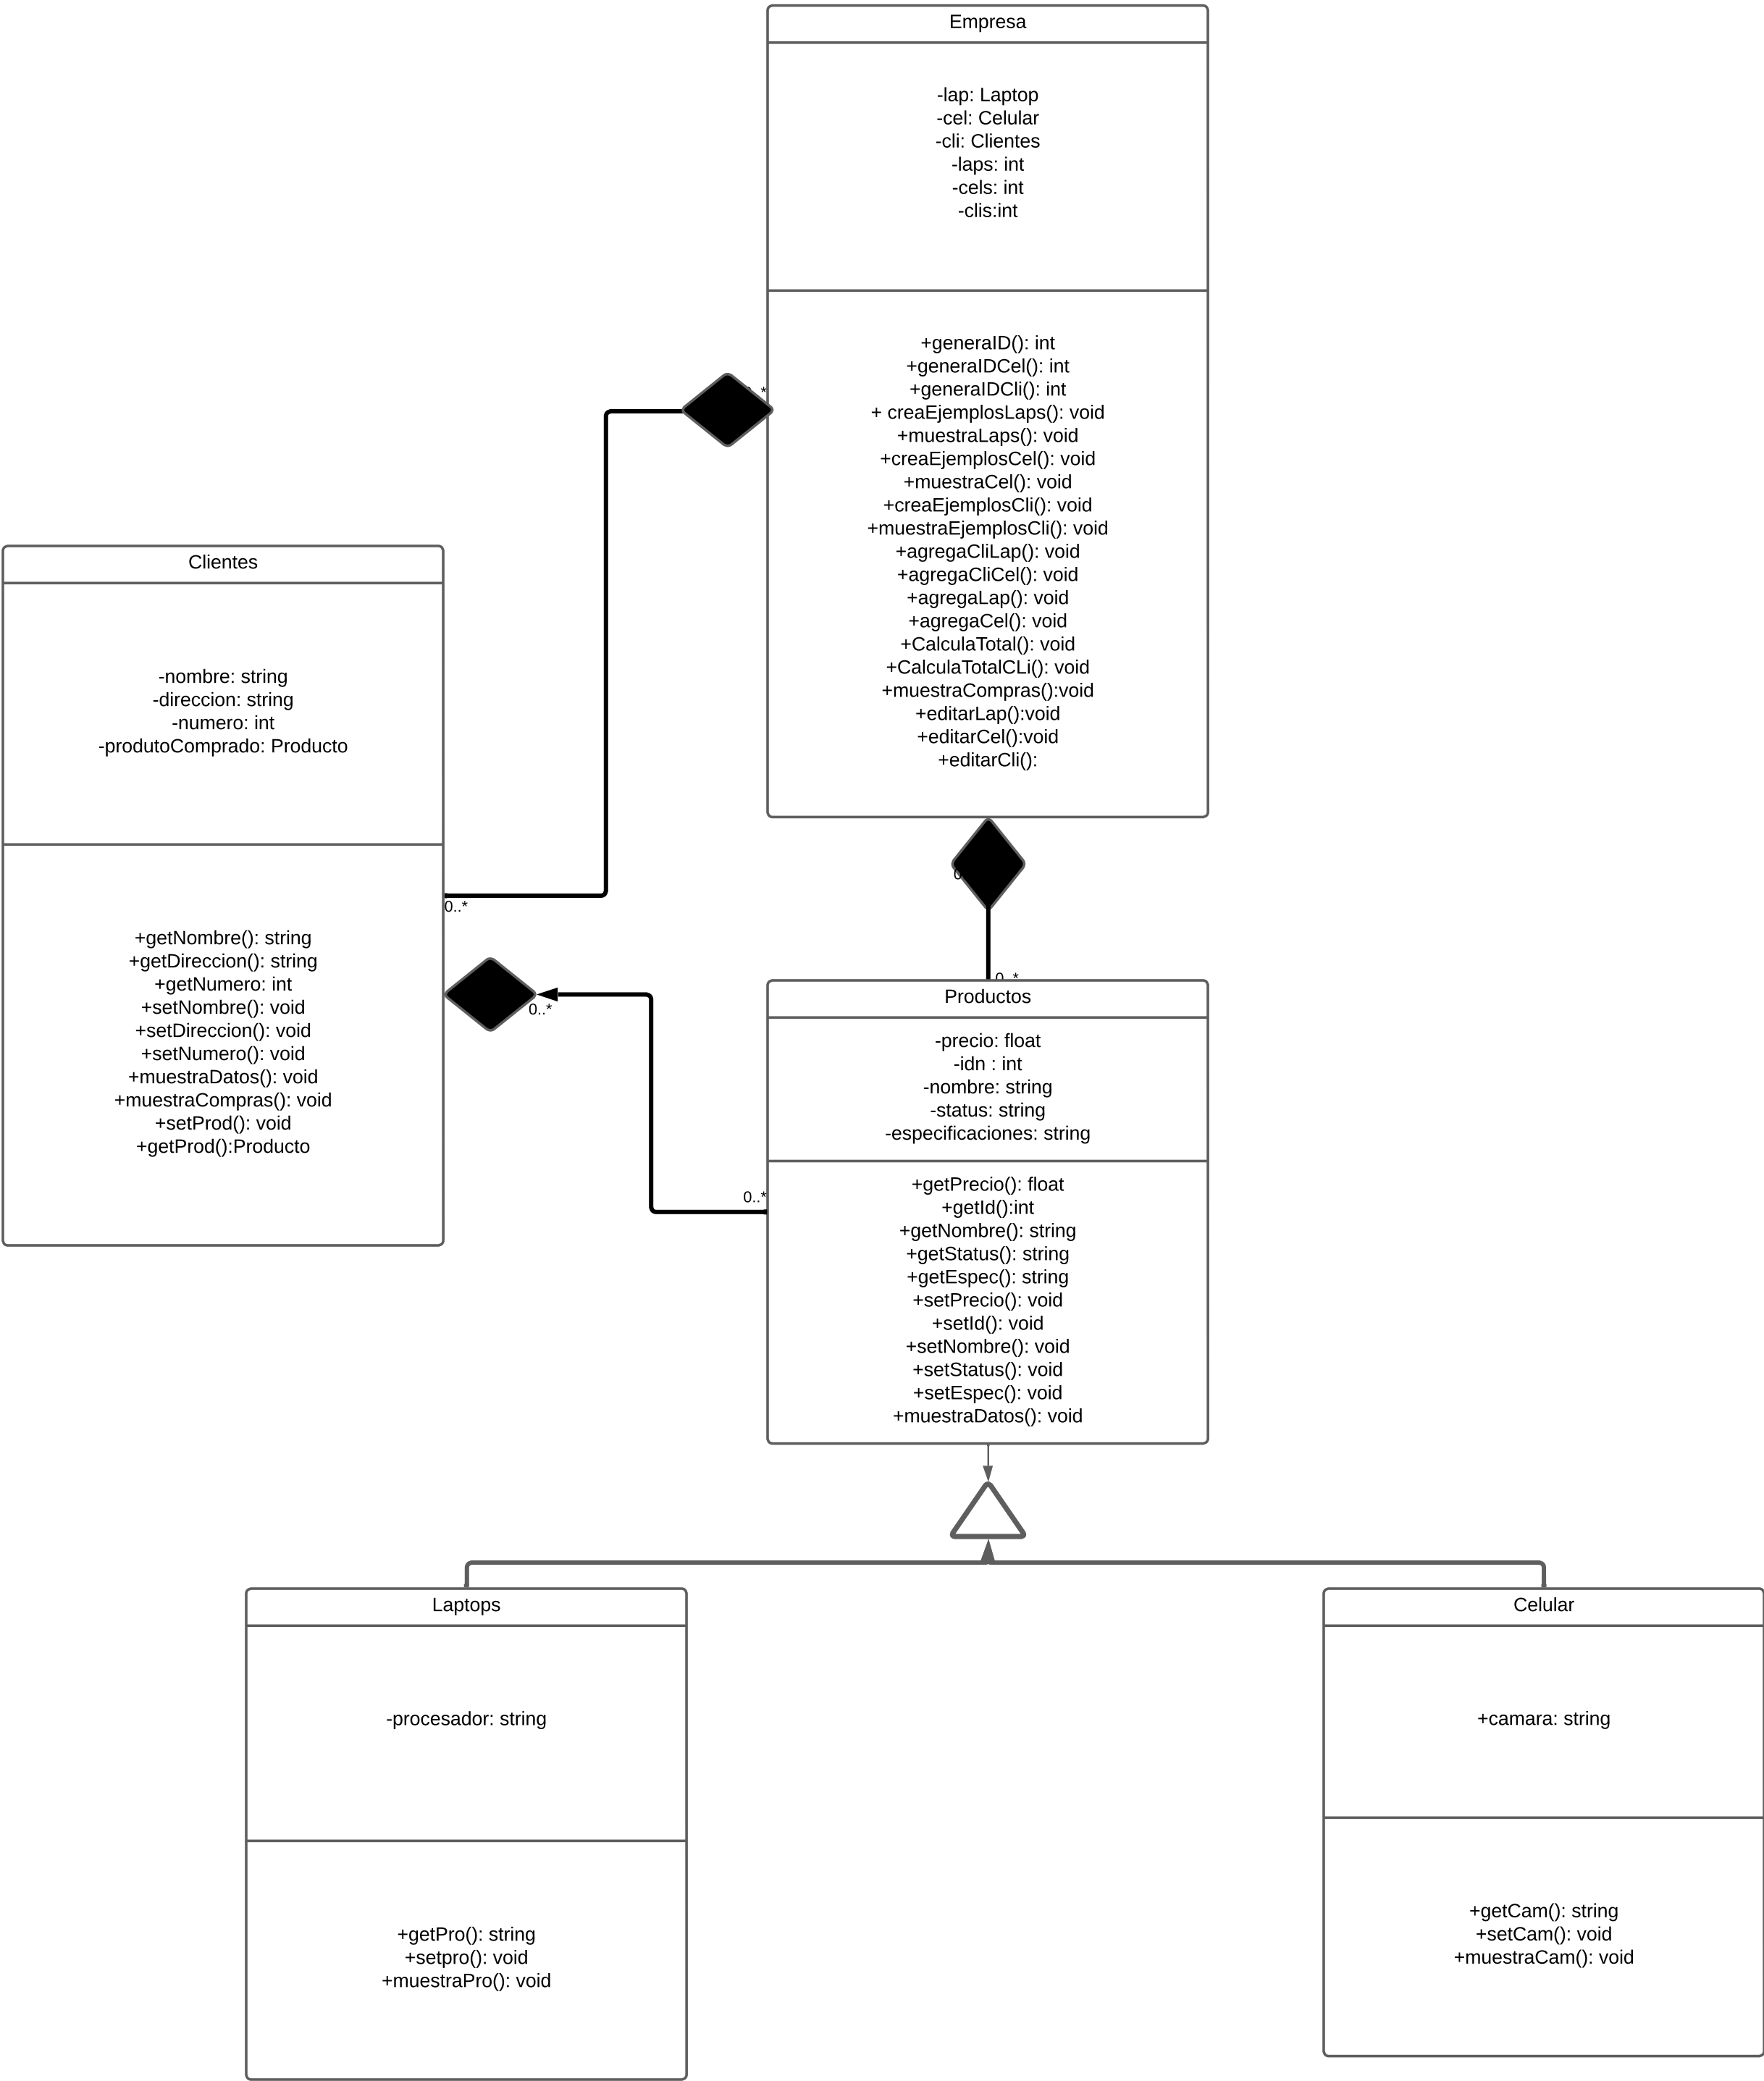 Empresa
-lap: Laptop
-cel: Celular
-cli: Clientes
-laps: int
-cels: int
-clis:int
+generaID(): int
+generaIDCel(): int
+generaIDCli(): int
+ creaEjemplosLaps(): void
+muestraLaps(): void
+creaEjemplosCel(): void
+muestraCel(): void
+creaEjemplosCli(): void
+muestraEjemplosCli(): void
+agregaCliLap(): void
+agregaCliCel(): void
+agregaLap(): void
+agregaCel(): void
+CalculaTotal(): void
+CalculaTotalCLi(): void
+muestraCompras():void
+editarLap():void
+editarCel():void
+editarCli():
Clientes
-nombre: string
-direccion: string
-numero: int
-produtoComprado: Producto
+getNombre(): string
+getDireccion(): string
+getNumero: int
+setNombre(): void
+setDireccion(): void
+setNumero(): void
+muestraDatos(): void
+muestraCompras(): void
+setProd(): void
+getProd():Producto
0..*
0..*
0..*
0..*
Productos
-precio: float
-idn : int
-nombre: string
-status: string
-especificaciones: string
+getPrecio(): float
+getId():int
+getNombre(): string
+getStatus(): string
+getEspec(): string
+setPrecio(): void
+setId(): void
+setNombre(): void
+setStatus(): void
+setEspec(): void
+muestraDatos(): void
Laptops
-procesador: string
+getPro(): string
+setpro(): void
+muestraPro(): void
Celular
+camara: string
+getCam(): string
+setCam(): void
+muestraCam(): void